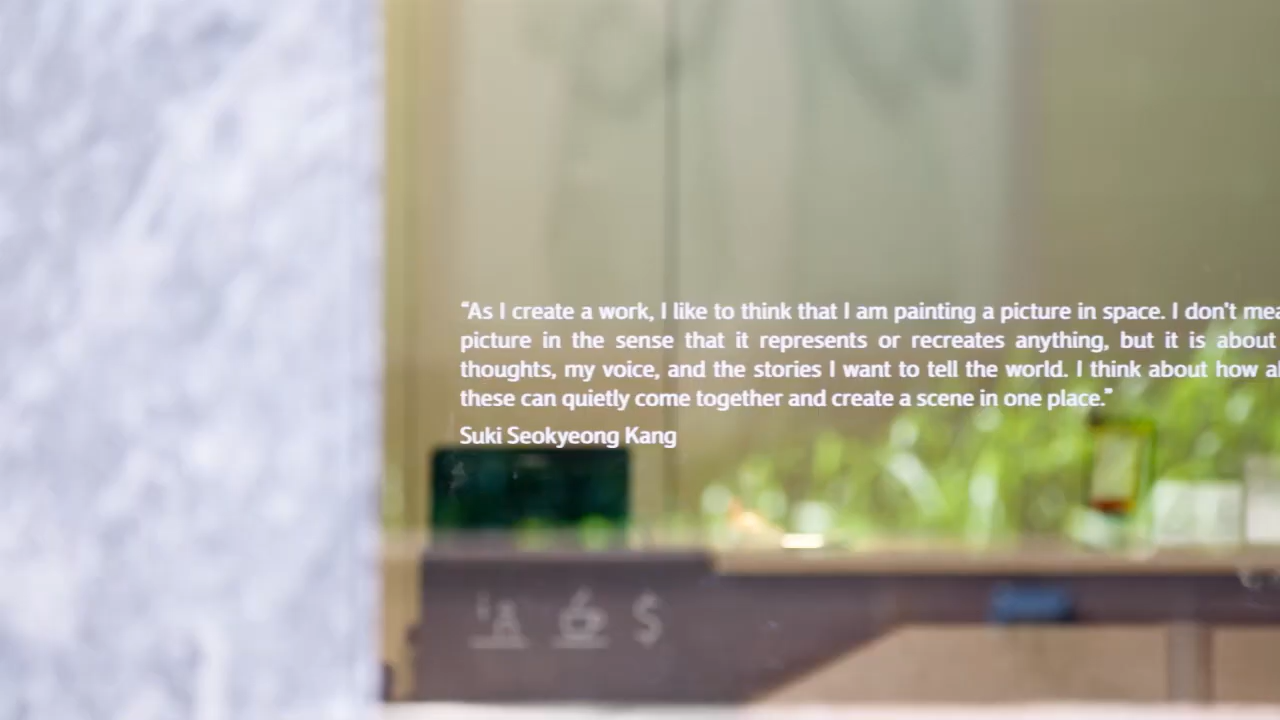 “As I create a work, I like to think that I am painting a picture in space. I don't
picture in the sense that it represents or recreates anything, but it is about
thoughts, my voice, and the stories I want to tell the world. I think about how
these can quietly come together and create a scene in one place.”
Suki Seokyeong Kang
$